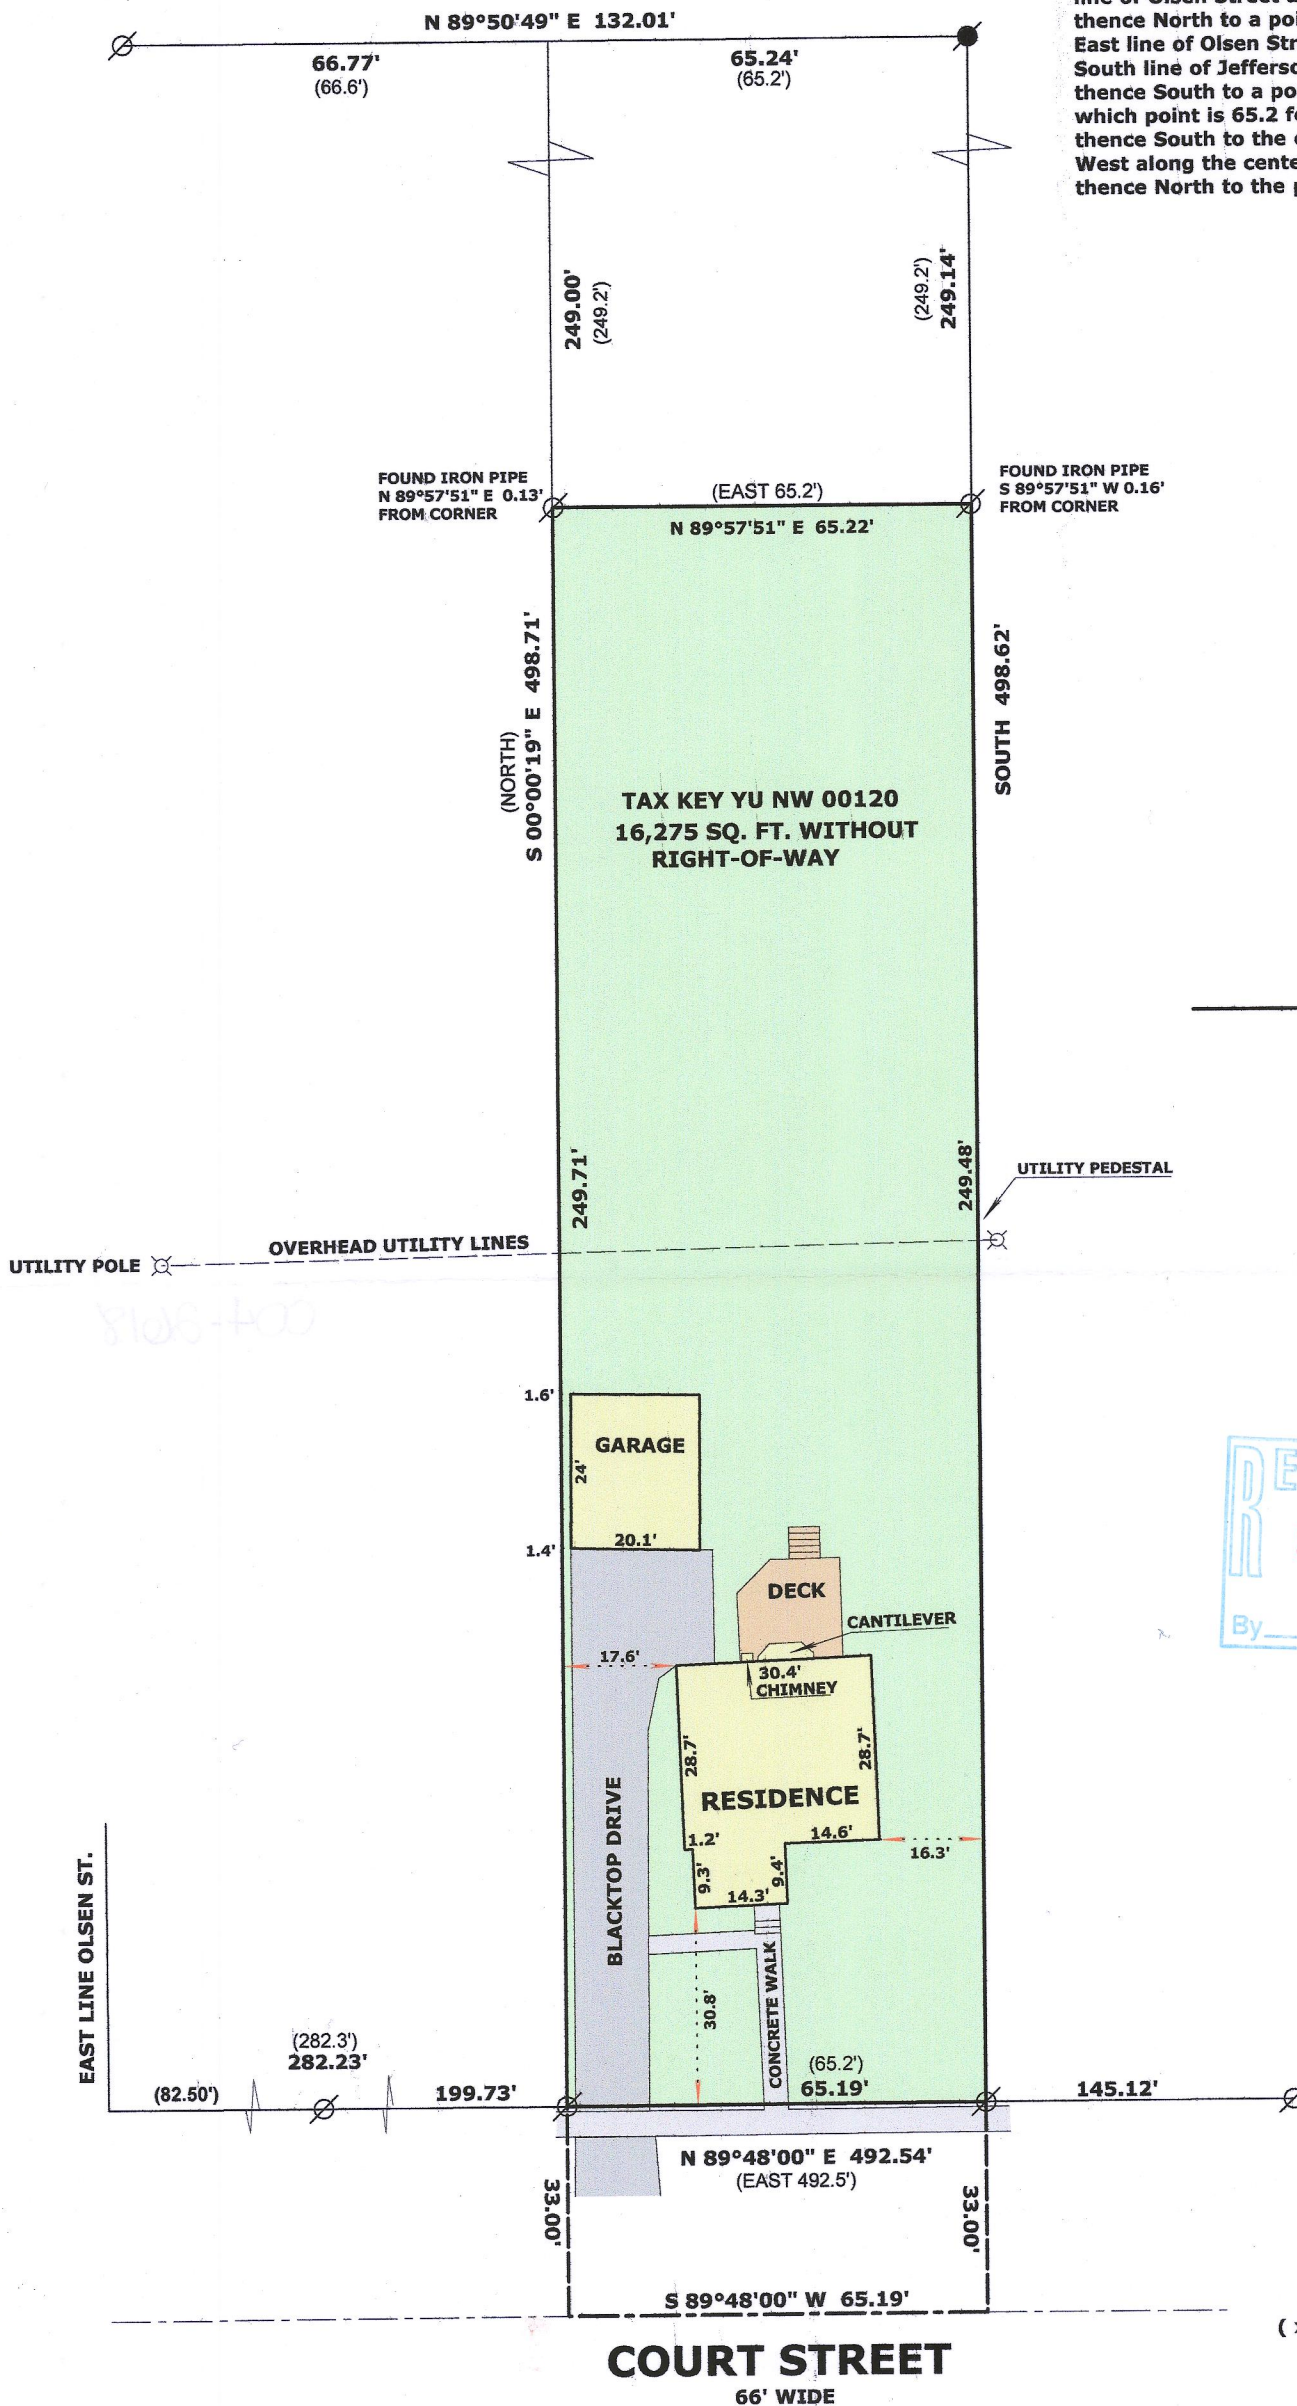 N 89°50'49" E 132.01'
66.77'
(66.6')
65.24'
(65.2')
thence North to a poi
East line of Olsen Str
South line of Jefferso
thence South to a po
which point is 65.2 f
thence South to the
West along the cente
thence North to the
249.00'
(249.2')
(249.2')
249.14'
FOUND IRON PIPE
N 89°57'51" E 0.13'
FROM CORNER
(EAST 65.2')
N 89°57'51" E 65.22'
FOUND IRON PIPE
S 89°57'51" W 0.16'
FROM CORNER
(NORTH)
S 00°00'19" E 498.71'
SOUTH 498.62'
TAX KEY YU NW 00120
16,275 SQ. FT. WITHOUT
RIGHT-OF-WAY
249.71'
249.48'
UTILITY PEDESTAL
UTILITY POLE
OVERHEAD UTILITY LINES
1.6'
GARAGE
24'
20.1'
1.4'
DECK
CANTILEVER
17.6'
30.4'
CHIMNEY
28.7'
28.7'
RESIDENCE
1.2'
14.6'
16.3'
9.3'
9.4'
14.3'
BLACKTOP DRIVE
CONCRETE WALK
30.8'
EAST LINE OLSEN ST.
(282.3')
282.23'
(82.50')
199.73'
(65.2')
65.19'
145.12'
N 89°48'00" E 492.54'
(EAST 492.5')
33.00'
33.00'
S 89°48'00" W 65.19'
COURT STREET
66' WIDE
RE
By